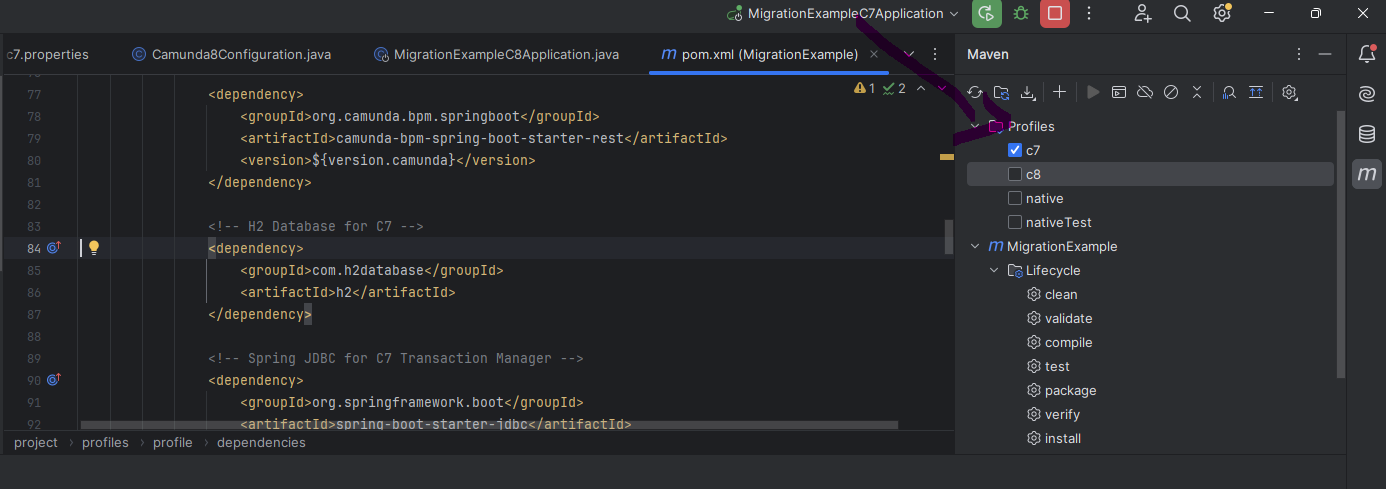 MigrationExampleC7Application
c7.properties
Camunda8Configuration.java
MigrationExampleC8Application.java
pom.xml (MigrationExample)
Maven
1 2
77 <dependency>
78 <groupId>org.camunda.bpm.springboot</groupId>
79 <artifactId>camunda-bpm-spring-boot-starter-rest</artifactId>
80 <version>${version.camunda}</version>
81 </dependency>
82
83 <!-- H2 Database for C7 -->
84 <dependency>
85 <groupId>com.h2database</groupId>
86 <artifactId>h2</artifactId>
87 </dependency>
88
89 <!-- Spring JDBC for C7 Transaction Manager -->
90 <dependency>
91 <groupId>org.springframework.boot</groupId>
92 <artifactId>spring-boot-starter-jdbc</artifactId>
project > profiles > profile > dependencies
Profiles
c7
c8
native
nativeTest
m MigrationExample
Lifecycle
clean
validate
compile
test
package
verify
install